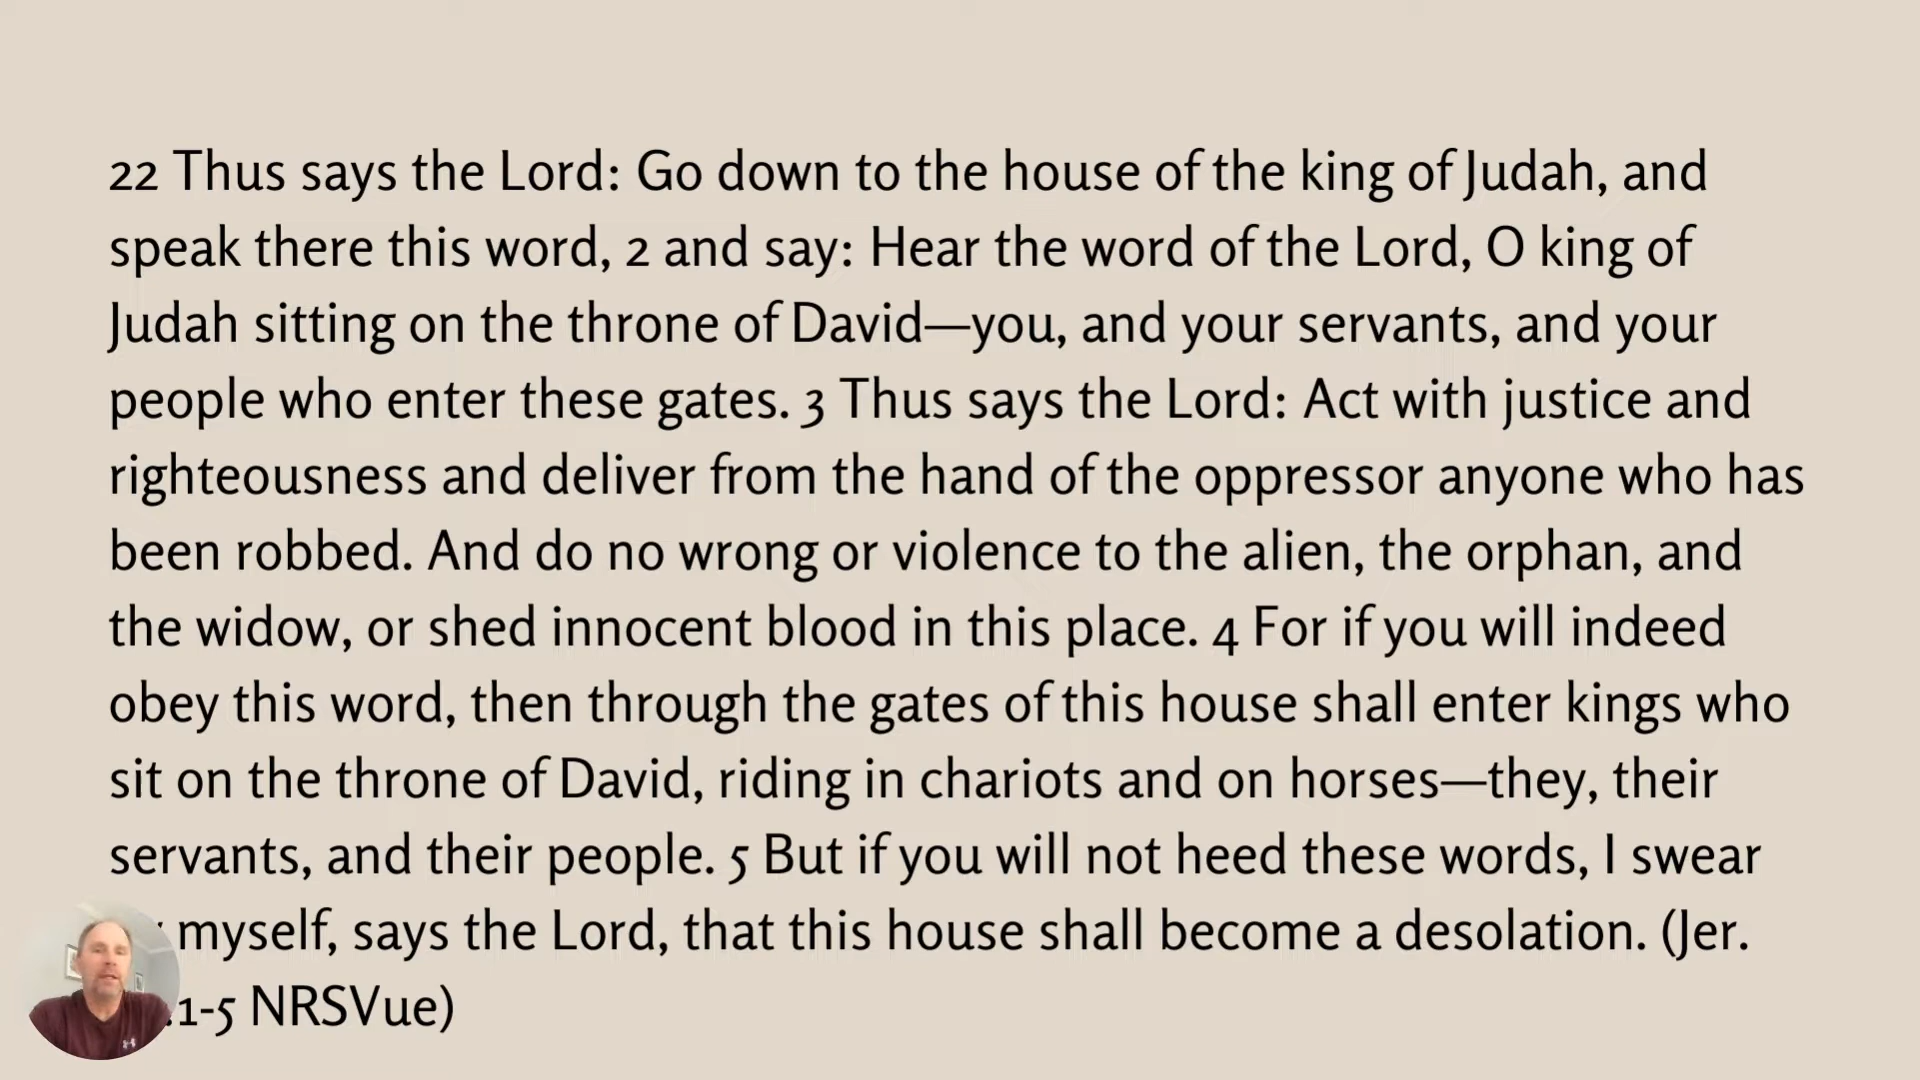 22 Thus says the Lord: Go down to the house of the king of Judah, and
speak there this word, 2 and say: Hear the word of the Lord, O king of
Judah sitting on the throne of David—you, and your servants, and your
people who enter these gates. 3 Thus says the Lord: Act with justice and
righteousness and deliver from the hand of the oppressor anyone who has
been robbed. And do no wrong or violence to the alien, the orphan, and
the widow, or shed innocent blood in this place. 4 For if you will indeed
obey this word, then through the gates of this house shall enter kings who
sit on the throne of David, riding in chariots and on horses—they, their
servants, and their people. 5 But if you will not heed these words, I swear
myself, says the Lord, that this house shall become a desolation. (Jer.
:1-5 NRSVue)